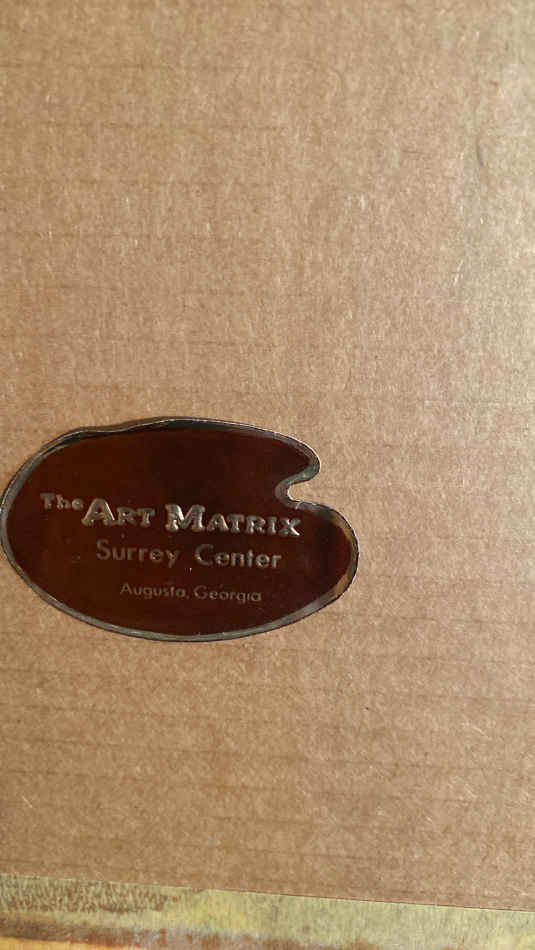 The ART MATRIX
Surrey Center
Augusta, Georgia